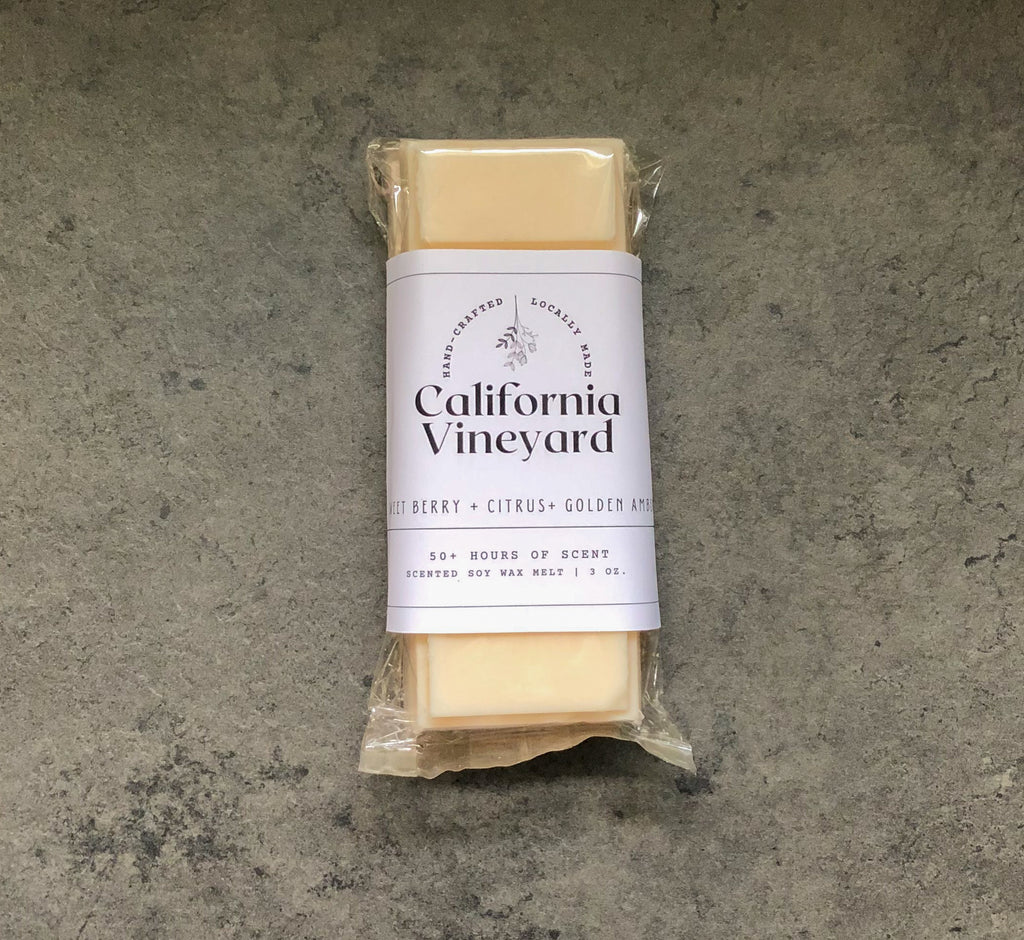 HAND-CRAFTED LOCALLY MADE
California
Vineyard
BERRY + CITRUS+ GOLDEN
50+ HOURS OF SCENT
SCENTED SOY WAX MELT | 3 OZ.